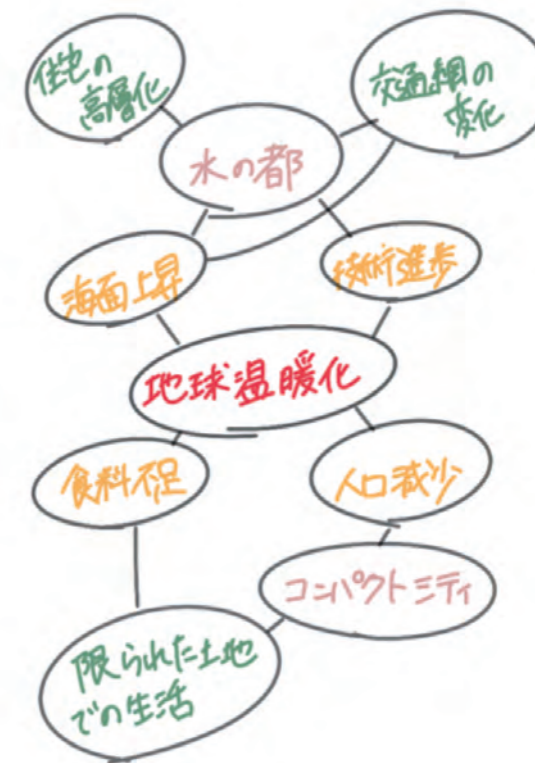 住宅の
高層化
交通網の
変化
水の都
海面上昇
技術進歩
地球温暖化
食料不足
人口減少
コンパクトミティ
限られた土地
での生活